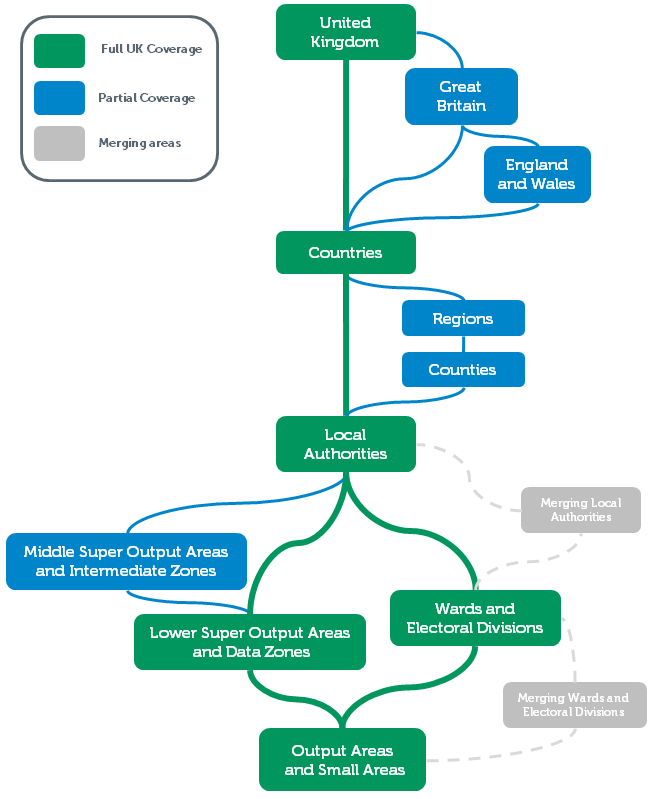 Full UK Coverage
Partial Coverage
Merging areas
United
Kingdom
Great
Britain
England
and Wales
Countries
Regions
Counties
Local
Authorities
Merging Local
Authorities
Middle Super Output Areas
and Intermediate Zones
Wards and
Electoral Divisions
Lower Super Output Areas
and Data Zones
Merging Wards and
Electoral Divisions
Output Areas
and Small Areas